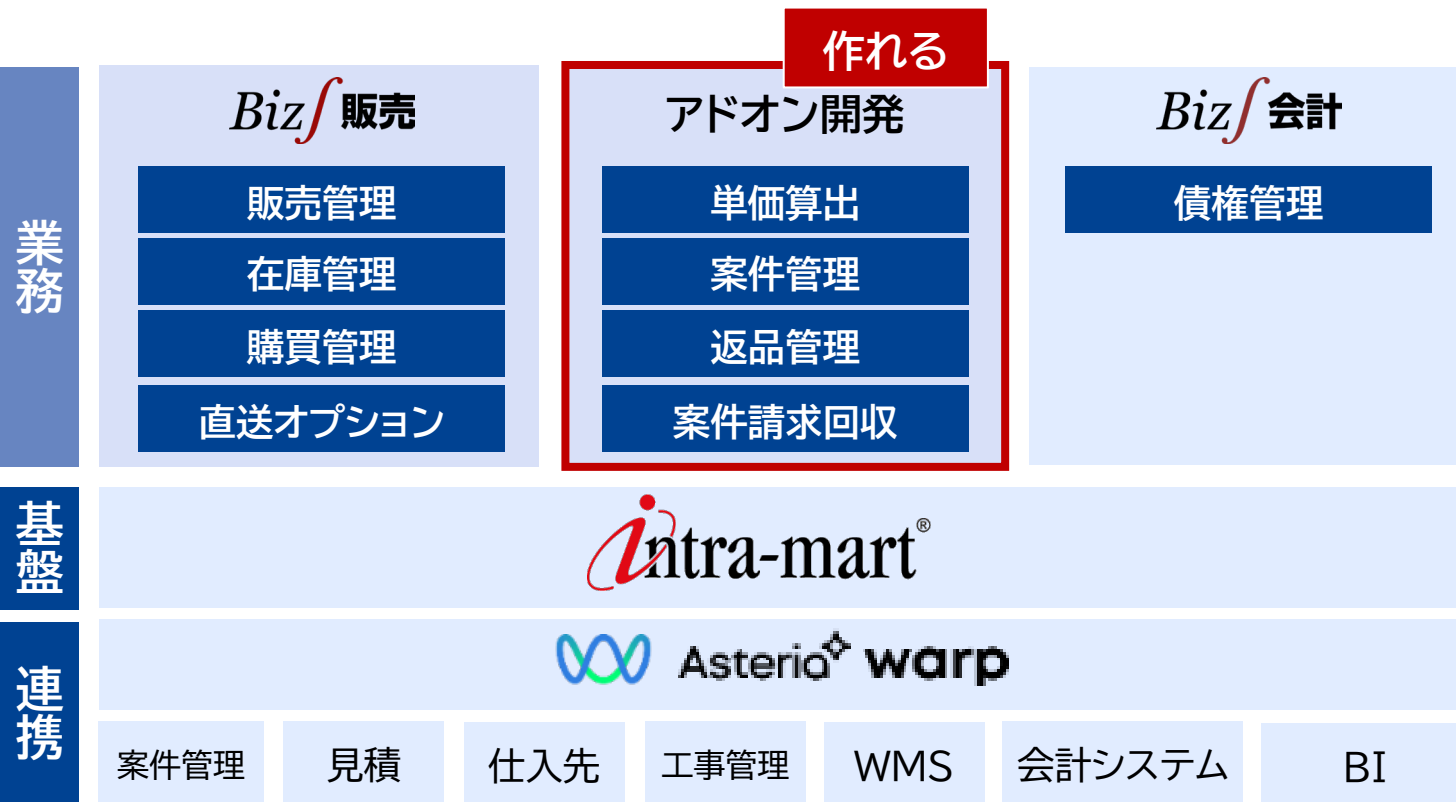 作れる
業務
Biz∫販売
販売管理
在庫管理
購買管理
直送オプション
アドオン開発
単価算出
案件管理
返品管理
案件請求回収
Biz∫会計
債権管理
基盤
intra-mart®
連携
Asteria warp
案件管理
見積
仕入先
工事管理
WMS
会計システム
BI